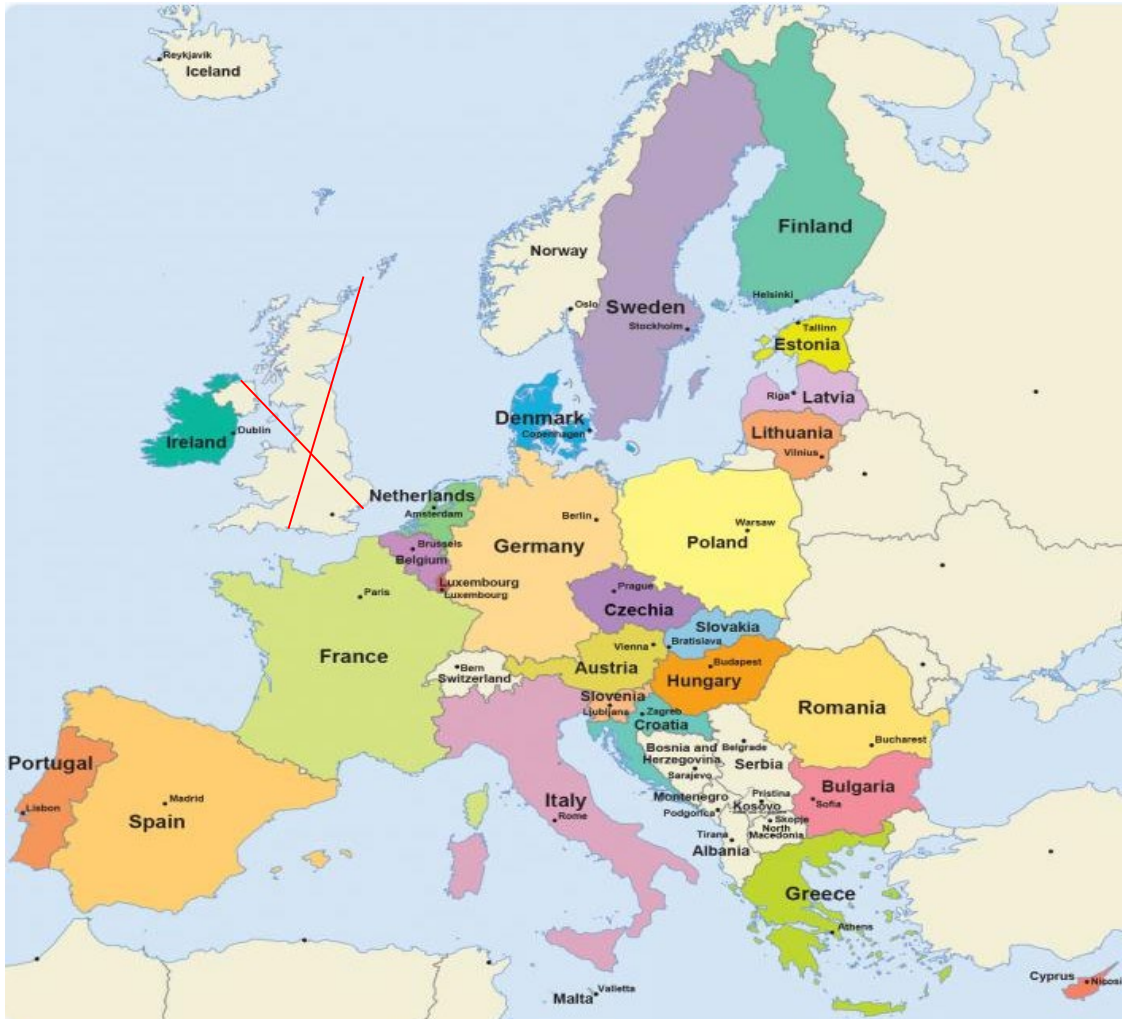 Reykjavik
Iceland
Finland
Norway
Helsinki
Oslo
Sweden
Stockholm
Tallinn
Estonia
Riga
Latvia
Denmark
Copenhagen
Lithuania
Vilnius
Dublin
Ireland
Netherlands
Amsterdam
Berlin
Warsaw
Poland
Germany
Brussels
Belgium
Luxembourg
Luxembourg
Paris
Prague
Czechia
Slovakia
Bratislava
Vienna
France
Austria
Budapest
Hungary
Bern
Switzerland
Slovenia
Ljubljana
Zagreb
Croatia
Romania
Bucharest
Bosnia and
Herzegovina
Sarajevo
Belgrade
Serbia
Portugal
Lisbon
Madrid
Spain
Italy
Rome
Montenegro
Podgorica
Pristina
Kosovo
Bulgaria
Sofia
Skopje
North
Macedonia
Tirana
Albania
Greece
Athens
Cyprus
Nicosi
Valletta
Malta